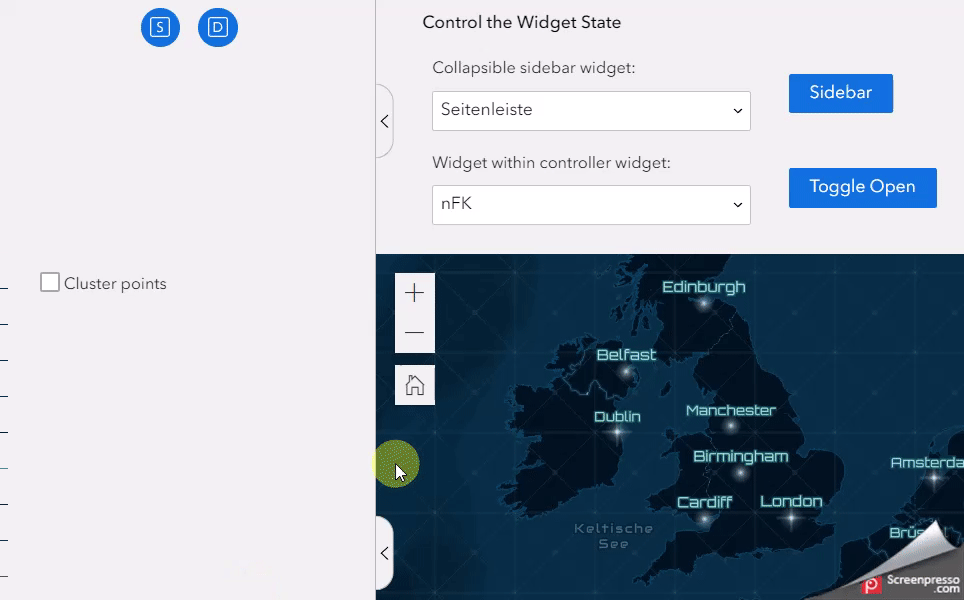 S D
Control the Widget State
Collapsible sidebar widget:
Seitenleiste
Sidebar
Widget within controller widget:
nFK
Toggle Open
Cluster points
Edinburgh
Belfast
Dublin
Manchester
Birmingham
Amsterda
Cardiff
London
Keltische
See
Brüs
Screenpresso
.com